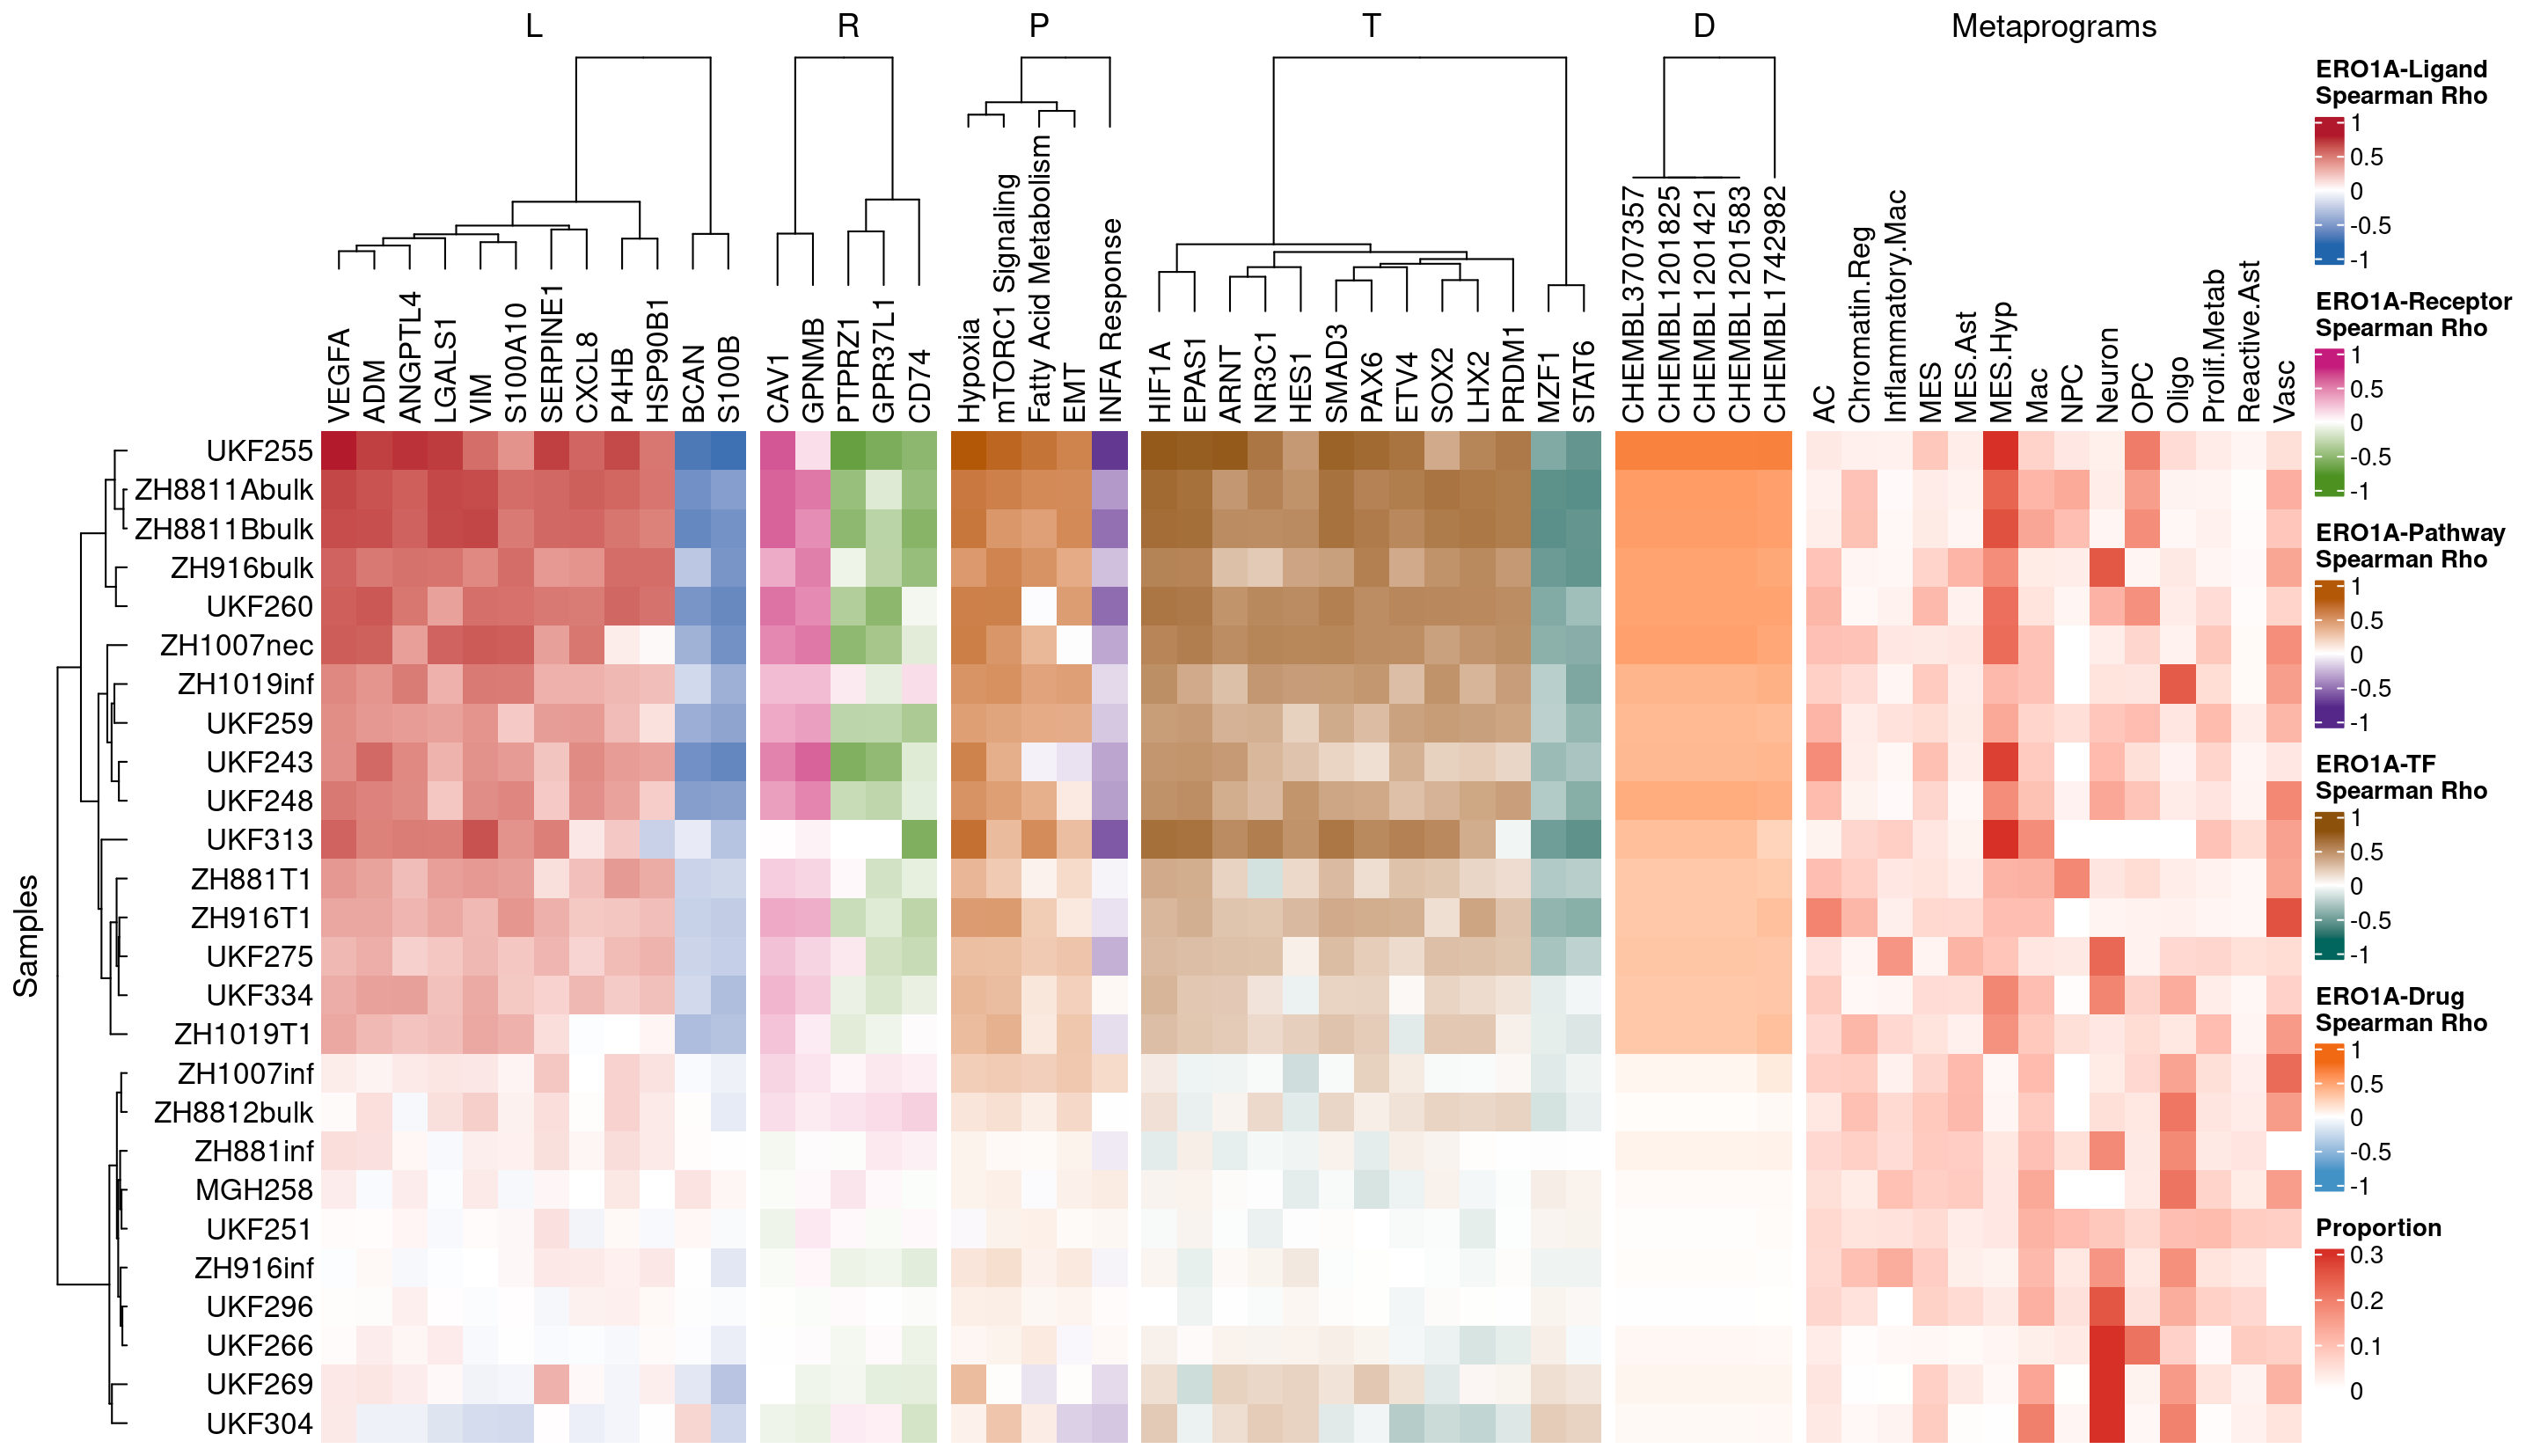 L R P T D Metaprograms
VEGFA
ADM
ANGPTL4
LGALS1
VIM
S100A10
SERPINE1
CXCL8
P4HB
HSP90B1
BCAN
S100B
CAV1
GPNMB
PTPRZ1
GPR37L1
CD74
Hypoxia
mTORC1 Signaling
Fatty Acid Metabolism
EMT
INFA Response
HIF1A
EPAS1
ARNT
NR3C1
HES1
SMAD3
PAX6
ETV4
SOX2
LHX2
PRDM1
MZF1
STAT6
CHEMBL3707357
CHEMBL1201825
CHEMBL1201421
CHEMBL1201583
CHEMBL1742982
AC
Chromatin.Reg
Inflammatory.Mac
MES
MES.Ast
MES.Hyp
Mac
NPC
Neuron
OPC
Oligo
Prolif.Metab
Reactive.Ast
Vasc
Samples
UKF255
ZH8811Abulk
ZH8811Bbulk
ZH916bulk
UKF260
ZH1007nec
ZH1019inf
UKF259
UKF243
UKF248
UKF313
ZH881T1
ZH916T1
UKF275
UKF334
ZH1019T1
ZH1007inf
ZH8812bulk
ZH881inf
MGH258
UKF251
ZH916inf
UKF296
UKF266
UKF269
UKF304
ERO1A-Ligand
Spearman Rho
1
0.5
0
-0.5
-1
ERO1A-Receptor
Spearman Rho
1
0.5
0
-0.5
-1
ERO1A-Pathway
Spearman Rho
1
0.5
0
-0.5
-1
ERO1A-TF
Spearman Rho
1
0.5
0
-0.5
-1
ERO1A-Drug
Spearman Rho
1
0.5
0
-0.5
-1
Proportion
0.3
0.2
0.1
0